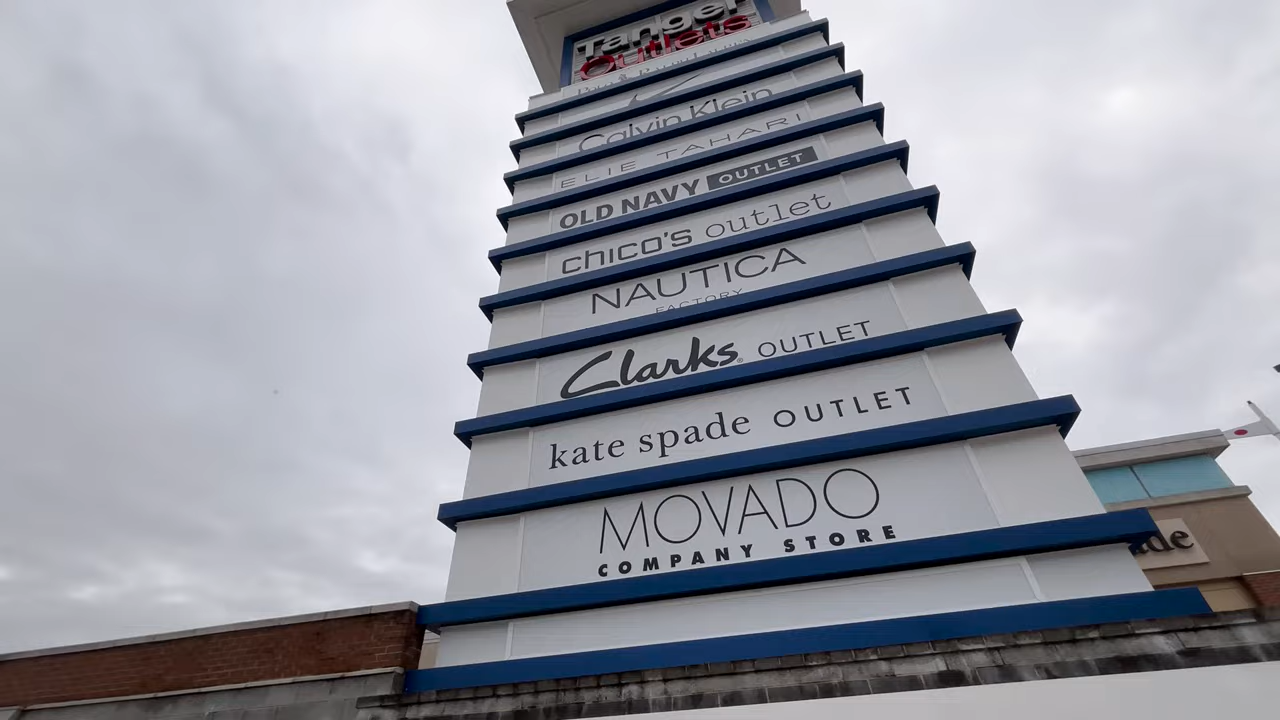 Tanger
Outlets
Calvin Klein
ELIE TAHARI
OLD NAVY OUTLET
chico's outlet
NAUTICA
FACTORY
Clarks OUTLET
kate spade OUTLET
MOVADO
COMPANY STORE
ade